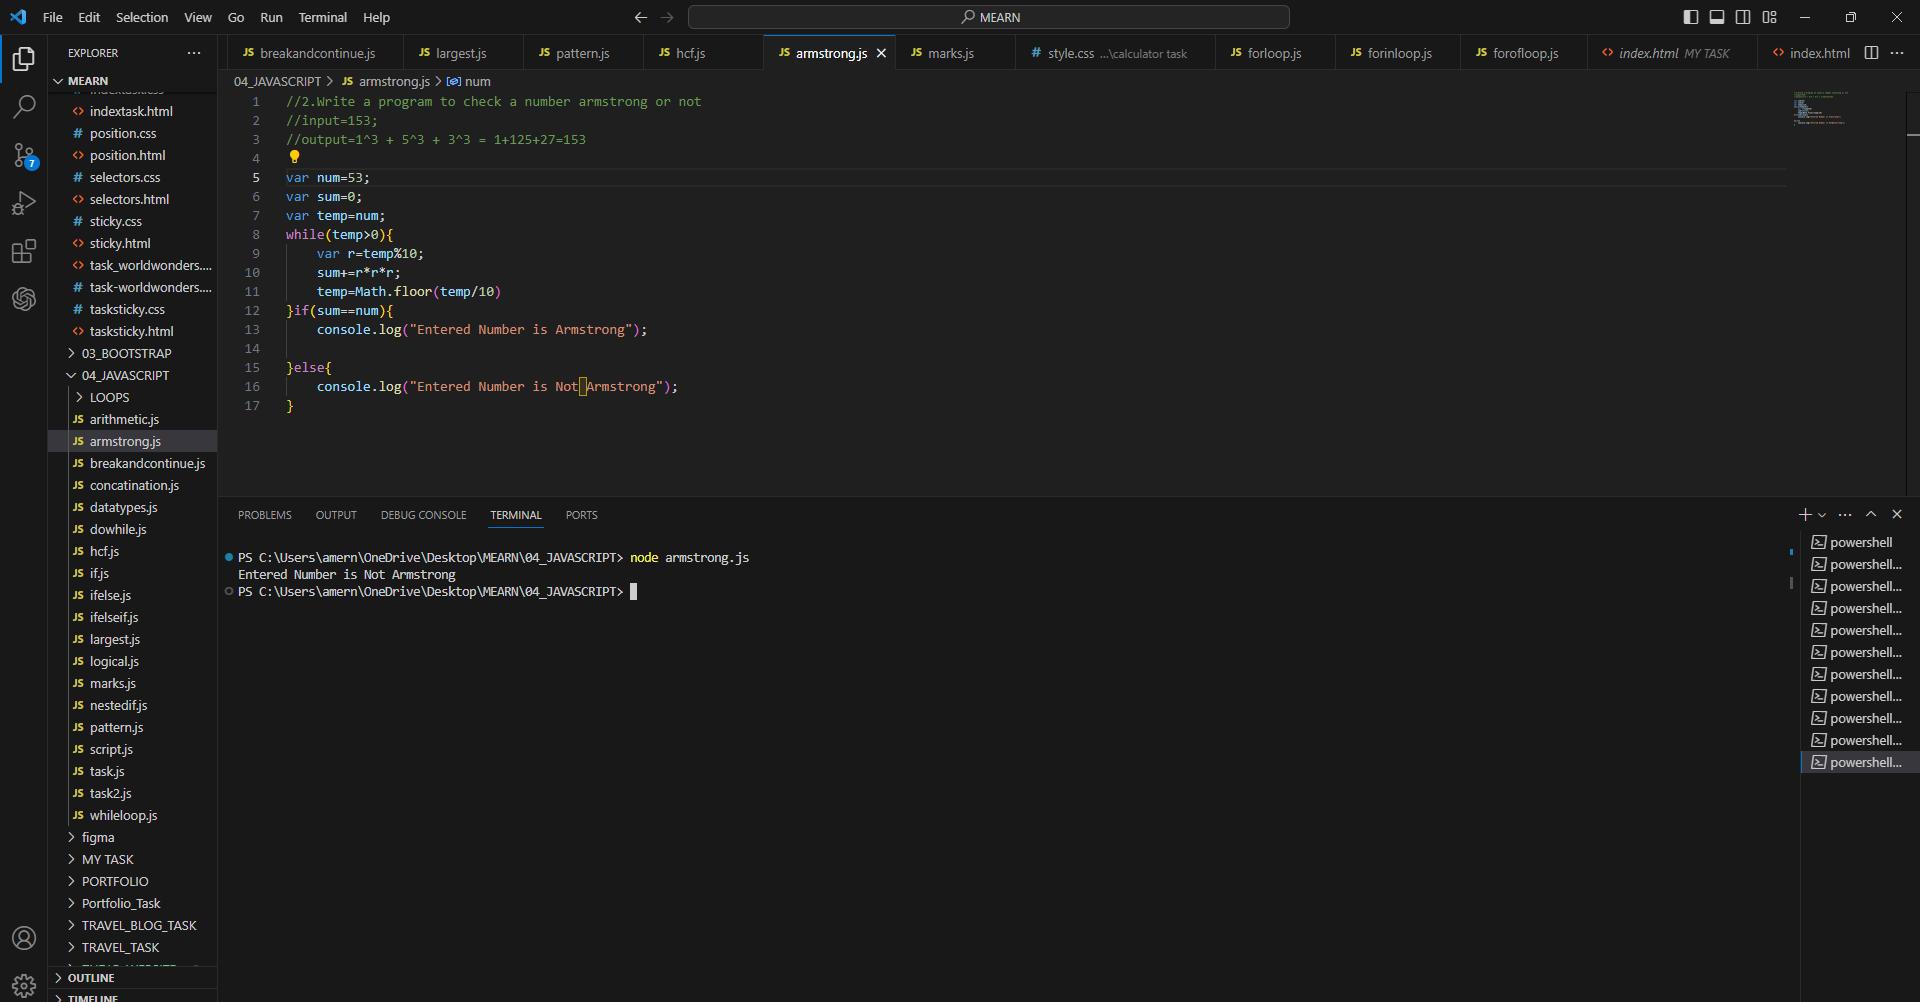 File Edit Selection View Go Run Terminal Help
MEARN
EXPLORER
breakandcontinue.js
largest.js
pattern.js
hcf.js
armstrong.js
marks.js
style.css ...\calculator task
forloop.js
forinloop.js
forofloop.js
index.html MY TASK
index.html
MEARN
indextask.html
position.css
position.html
selectors.css
selectors.html
sticky.css
sticky.html
task_worldwonders....
task-worldwonders....
tasksticky.css
tasksticky.html
03_BOOTSTRAP
04_JAVASCRIPT
LOOPS
arithmetic.js
armstrong.js
breakandcontinue.js
concatination.js
datatypes.js
dowhile.js
hcf.js
if.js
ifelse.js
ifelseif.js
largest.js
logical.js
marks.js
nestedif.js
pattern.js
script.js
task.js
task2.js
whileloop.js
figma
MY TASK
PORTFOLIO
Portfolio_Task
TRAVEL_BLOG_TASK
TRAVEL_TASK
OUTLINE
TIMELINE
7
04_JAVASCRIPT > JS armstrong.js > num
1 //2.Write a program to check a number armstrong or not
2 //input=153;
3 //output=1^3 + 5^3 + 3^3 = 1+125+27=153
4
5 var num=53;
6 var sum=0;
7 var temp=num;
8 while(temp>0){
9 var r=temp%10;
10 sum+=r*r*r;
11 temp=Math.floor(temp/10)
12 }if(sum==num){
13 console.log("Entered Number is Armstrong");
14
15 }else{
16 console.log("Entered Number is Not Armstrong");
17 }
PROBLEMS OUTPUT DEBUG CONSOLE TERMINAL PORTS
PS C:\Users\amern\OneDrive\Desktop\MEARN\04_JAVASCRIPT> node armstrong.js
Entered Number is Not Armstrong
PS C:\Users\amern\OneDrive\Desktop\MEARN\04_JAVASCRIPT>
powershell
powershell...
powershell...
powershell...
powershell...
powershell...
powershell...
powershell...
powershell...
powershell...
powershell...